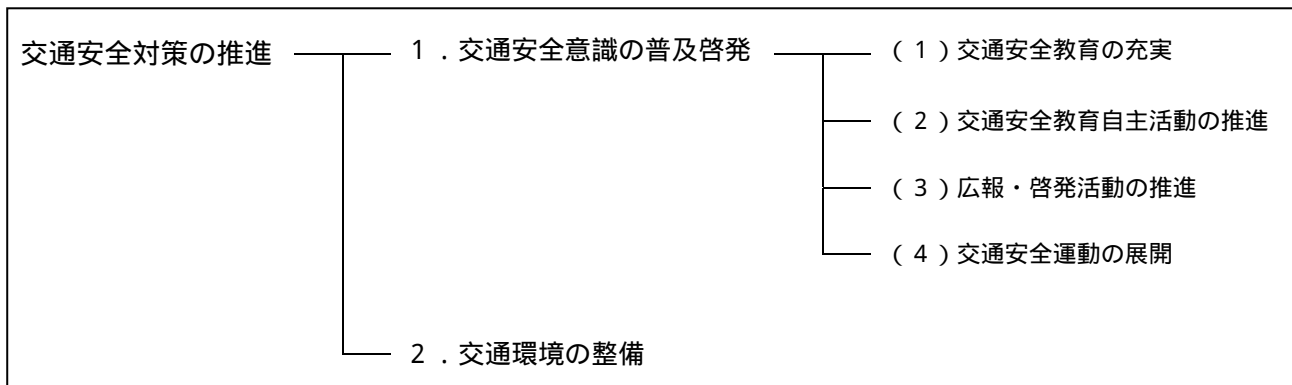 交通安全対策の推進
1．交通安全意識の普及啓発
（1）交通安全教育の充実
（2）交通安全教育自主活動の推進
（3）広報・啓発活動の推進
（4）交通安全運動の展開
2．交通環境の整備